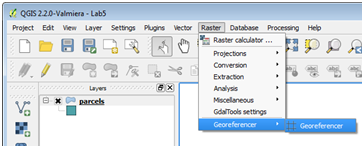 QGIS 2.2.0-Valmiera - Lab5
Project Edit View Layer Settings Plugins Vector Raster Database Processing Help
Raster calculator ...
Projections
Conversion
Extraction
Analysis
Miscellaneous
GdalTools settings
Georeferencer
Georeferencer
Layers
parcels